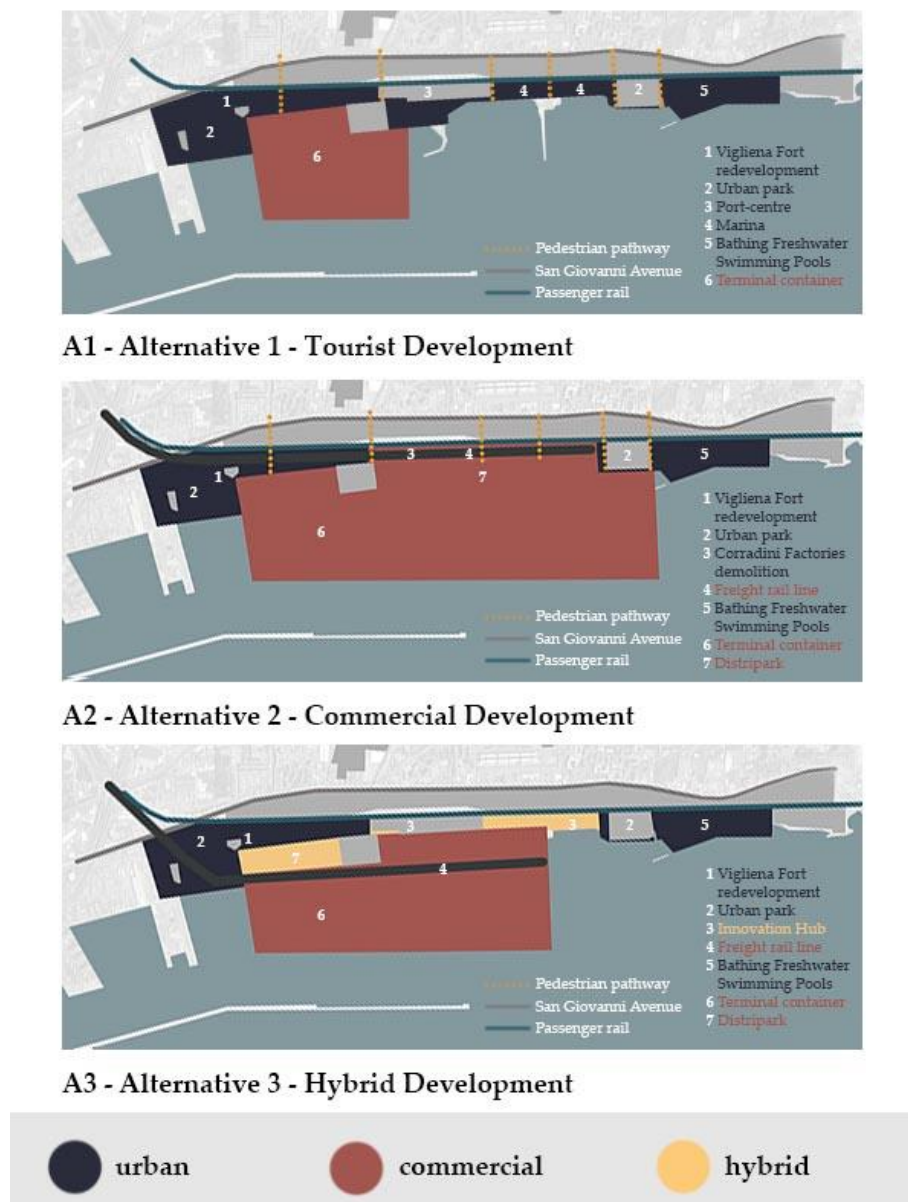 1
2
3
4
4
2
5
6
1 Vigliena Fort
redevelopment
2 Urban park
3 Port-centre
4 Marina
5 Bathing Freshwater
Swimming Pools
6 Terminal container
Pedestrian pathway
San Giovanni Avenue
Passenger rail
A1 - Alternative 1 - Tourist Development
1
2
3
4
7
2
5
6
1 Vigliena Fort
redevelopment
2 Urban park
3 Corradini Factories
demolition
4 Freight rail line
5 Bathing Freshwater
Swimming Pools
6 Terminal container
7 Distripark
Pedestrian pathway
San Giovanni Avenue
Passenger rail
A2 - Alternative 2 - Commercial Development
2
1
3
3
2
5
7
4
6
1 Vigliena Fort
redevelopment
2 Urban park
3 Innovation Hub
4 Freight rail line
5 Bathing Freshwater
Swimming Pools
6 Terminal container
7 Distripark
Pedestrian pathway
San Giovanni Avenue
Passenger rail
A3 - Alternative 3 - Hybrid Development
urban commercial hybrid